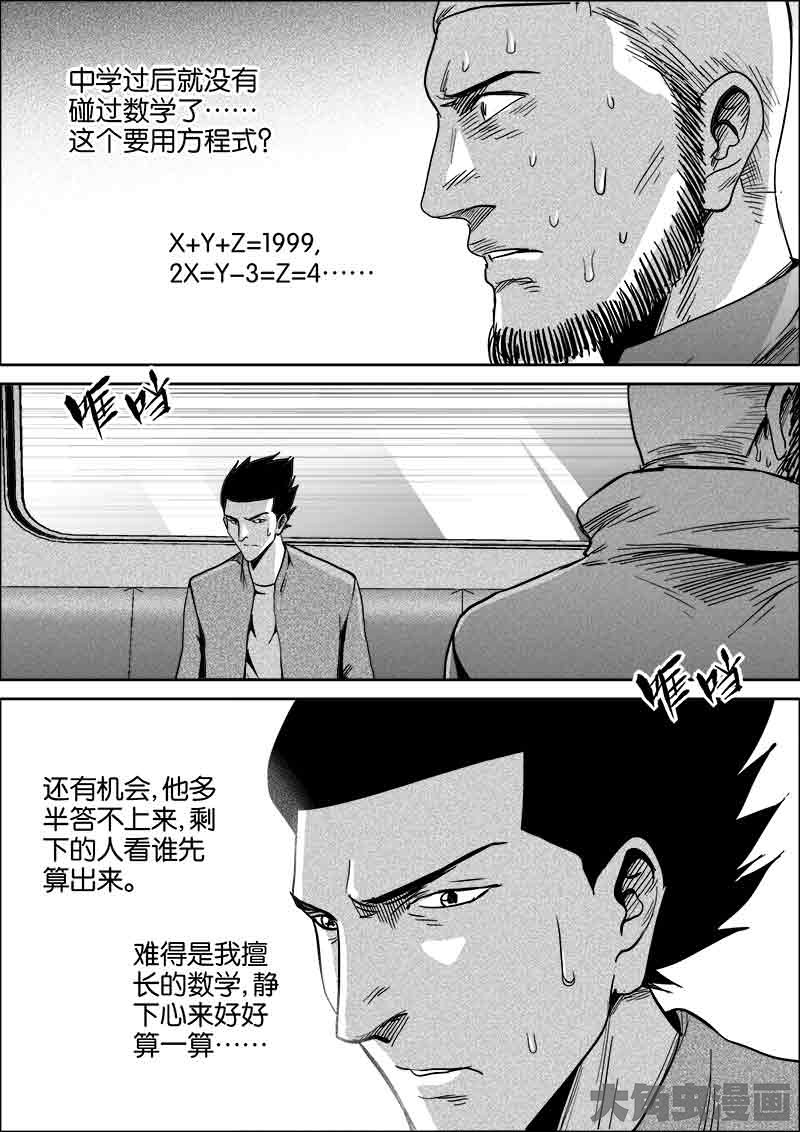 中学过后就没有
碰过数学了……
这个要用方程式？
X+Y+Z=1999,
2X=Y-3=Z=4……
哐当
哐当
还有机会,他多
半答不上来,剩
下的人看谁先
算出来。
难得是我擅
长的数学,静
下心来好好
算一算……
大角虫漫画